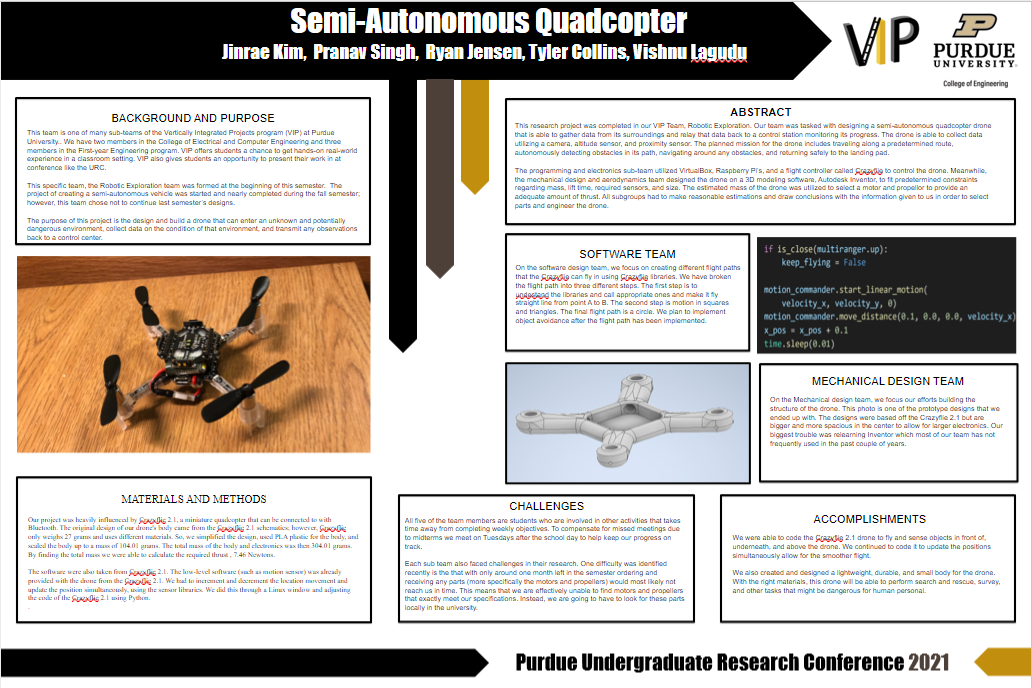 Semi-Autonomous Quadcopter
Jinrae Kim, Pranav Singh, Ryan Jensen, Tyler Collins, Vishnu Lagudu
VIP
PURDUE
UNIVERSITY
College of Engineering
BACKGROUND AND PURPOSE
This team is one of many sub-teams of the Vertically Integrated Projects program (VIP) at Purdue
University.. We have two members in the College of Electrical and Computer Engineering and three
members in the First-year Engineering program. VIP offers students a chance to get hands-on real-world
experience in a classroom setting. VIP also gives students an opportunity to present their work in at
conference like the URC.
This specific team, the Robotic Exploration team was formed at the beginning of this semester. The
project of creating a semi-autonomous vehicle was started and nearly completed during the fall semester;
however, this team chose not to continue last semester's designs.
The purpose of this project is the design and build a drone that can enter an unknown and potentially
dangerous environment, collect data on the condition of that environment, and transmit any observations
back to a control center.
MATERIALS AND METHODS
Our project was heavily influenced by Crazyflie 2.1, a miniature quadcopter that can be connected to with
Bluetooth. The original design of our drone's body came from the Crazyflie 2.1 schematics; however, Crazyflie
only weighs 27 grams and uses different materials. So, we simplified the design, used PLA plastic for the body, and
scaled the body up to a mass of 104.01 grams. The total mass of the body and electronics was then 304.01 grams.
By finding the total mass we were able to calculate the required thrust , 7.46 Newtons.
The software were also taken from Crazyflie 2.1. The low-level software (such as motion sensor) was already
provided with the drone from the Crazyflie 2.1. We had to increment and decrement the location movement and
update the position simultaneously, using the sensor libraries. We did this through a Linux window and adjusting
the code of the Crazyflie 2.1 using Python.
ABSTRACT
This research project was completed in our VIP Team, Robotic Exploration. Our team was tasked with designing a semi-autonomous quadcopter drone
that is able to gather data from its surroundings and relay that data back to a control station monitoring its progress. The drone is able to collect data
utilizing a camera, altitude sensor, and proximity sensor. The planned mission for the drone includes traveling along a predetermined route,
autonomously detecting obstacles in its path, navigating around any obstacles, and returning safely to the landing pad.
The programming and electronics sub-team utilized VirtualBox, Raspberry PI's, and a flight controller called Crazyflie to control the drone. Meanwhile,
the mechanical design and aerodynamics team designed the drone on a 3D modeling software, Autodesk Inventor, to fit predetermined constraints
regarding mass, lift time, required sensors, and size. The estimated mass of the drone was utilized to select a motor and propellor to provide an
adequate amount of thrust. All subgroups had to make reasonable estimations and draw conclusions with the information given to us in order to select
parts and engineer the drone.
SOFTWARE TEAM
On the software design team, we focus on creating different flight paths
that the Crazyflie can fly in using Crazyflie libraries. We have broken
the flight path into three different steps. The first step is to
understand the libraries and call appropriate ones and make it fly
straight line from point A to B. The second step is motion in squares
and triangles. The final flight path is a circle. We plan to implement
object avoidance after the flight path has been implemented.
if is_close(multiranger.up):
keep_flying = False
motion_commander.start_linear_motion(
velocity_x, velocity_y, 0)
motion_commander.move_distance(0.1, 0.0, 0.0, velocity_x)
x_pos = x_pos + 0.1
time.sleep(0.01)
MECHANICAL DESIGN TEAM
On the Mechanical design team, we focus our efforts building the
structure of the drone. This photo is one of the prototype designs that we
ended up with. The designs were based off the Crazyflie 2.1 but are
bigger and more spacious in the center to allow for larger electronics. Our
biggest trouble was relearning Inventor which most of our team has not
frequently used in the past couple of years.
CHALLENGES
All five of the team members are students who are involved in other activities that takes
time away from completing weekly objectives. To compensate for missed meetings due
to midterms we meet on Tuesdays after the school day to help keep our progress on
track.
Each sub team also faced challenges in their research. One difficulty was identified
recently is the that with only around one month left in the semester ordering and
receiving any parts (more specifically the motors and propellers) would most likely not
reach us in time. This means that we are effectively unable to find motors and propellers
that exactly meet our specifications. Instead, we are going to have to look for these parts
locally in the university.
ACCOMPLISHMENTS
We were able to code the Crazyflie 2.1 drone to fly and sense objects in front of,
underneath, and above the drone. We continued to code it to update the positions
simultaneously allow for the smoother flight.
We also created and designed a lightweight, durable, and small body for the drone.
With the right materials, this drone will be able to perform search and rescue, survey,
and other tasks that might be dangerous for human personal.
Purdue Undergraduate Research Conference 2021